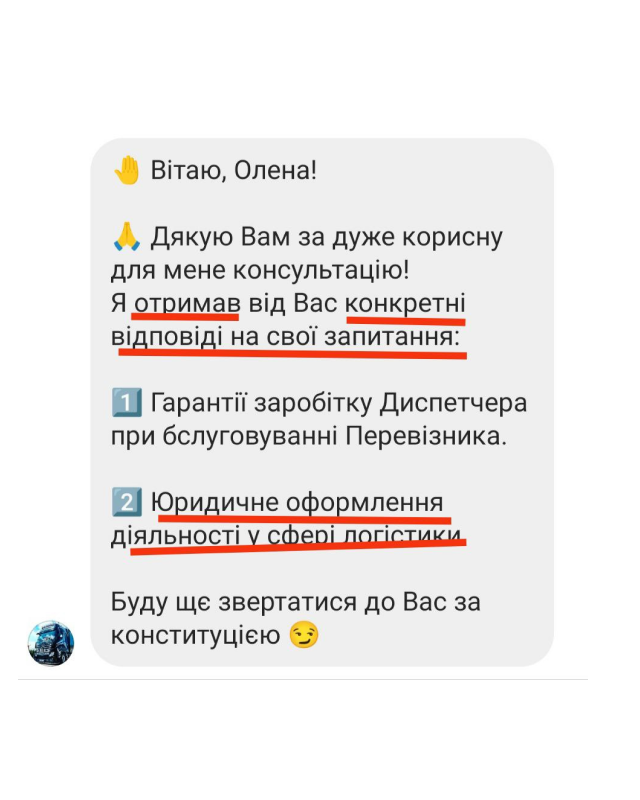 🤚 Вітаю, Олена!
🙏 Дякую Вам за дуже корисну
для мене консультацію!
Я отримав від Вас конкретні
відповіді на свої запитання:
1️⃣ Гарантії заробітку Диспетчера
при бслуговуванні Перевізника.
2️⃣ Юридичне оформлення
діяльності у сфері логістики.
Буду щє звертатися до Вас за
конституцією 😏